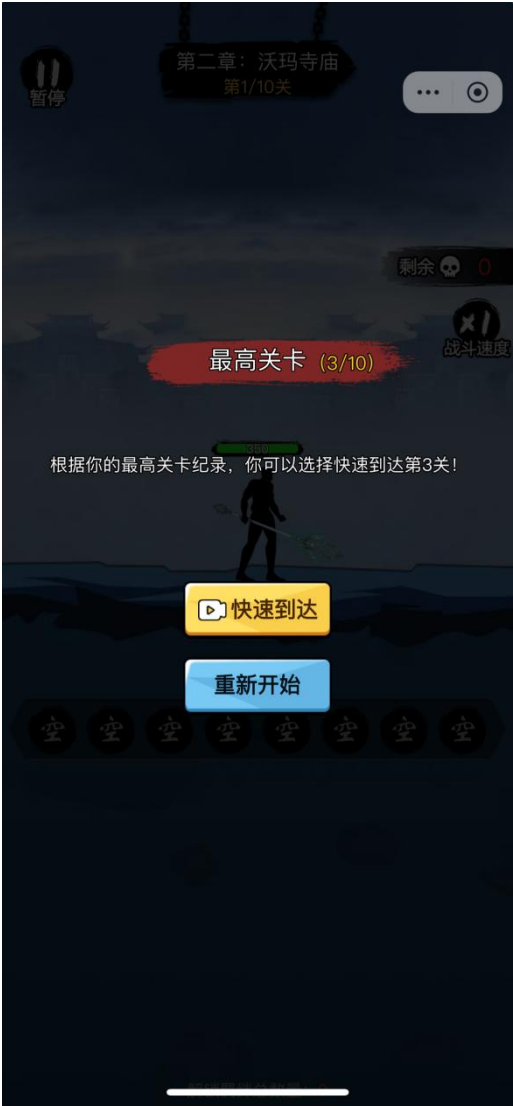 第二章：沃玛寺庙
第1/10关
暂停
剩余 0
X1
战斗速度
最高关卡 (3/10)
350
根据你的最高关卡纪录，你可以选择快速到达第3关！
快速到达
重新开始
空 空 空 空 空 空 空 空